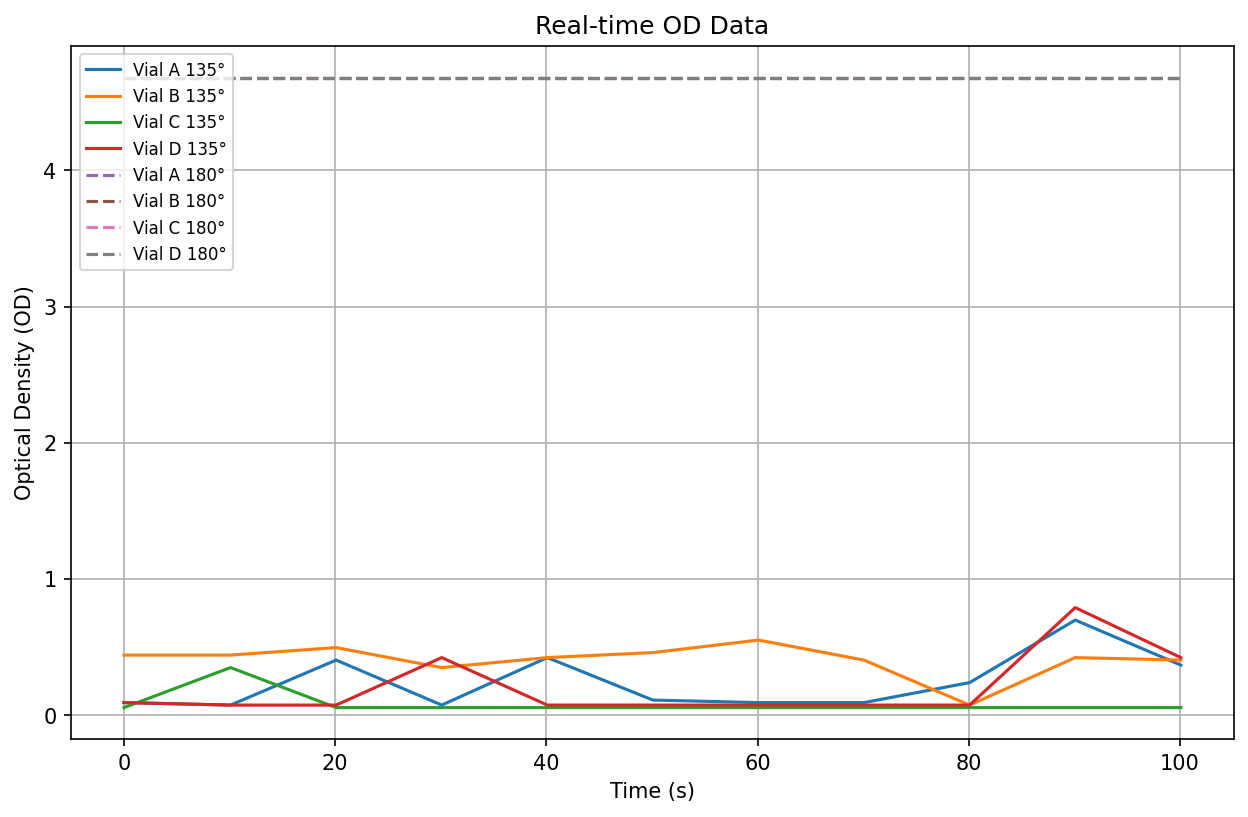 Real-time OD Data
Vial A 135°
Vial B 135°
Vial C 135°
Vial D 135°
Vial A 180°
Vial B 180°
Vial C 180°
Vial D 180°
Optical Density (OD)
4
3
2
1
0
0 20 40 60 80 100
Time (s)